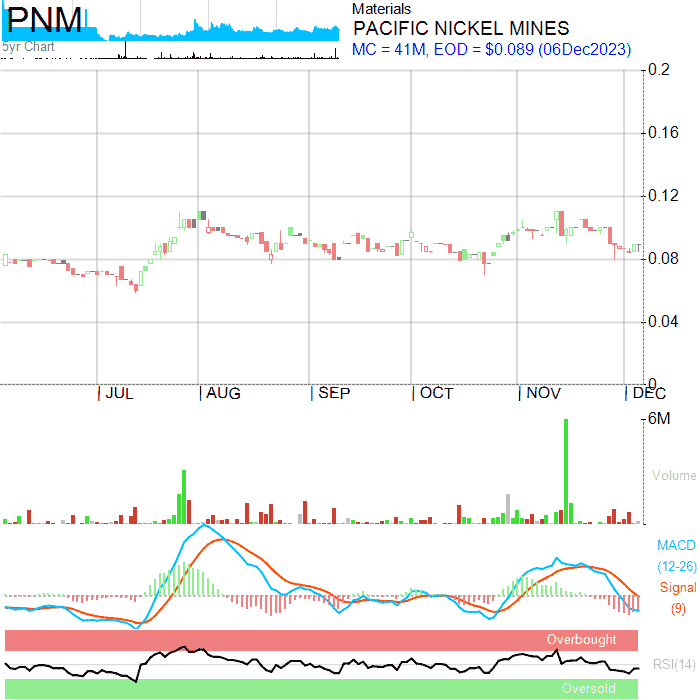 PNM
5yr Chart
Materials
PACIFIC NICKEL MINES
MC = 41M, EOD = $0.089 (06Dec2023)
0.2
0.16
0.12
0.08
0.04
0
JUL AUG SEP OCT NOV DEC
6M
Volume
MACD
(12-26)
Signal
(9)
Overbought
RSI(14)
Oversold